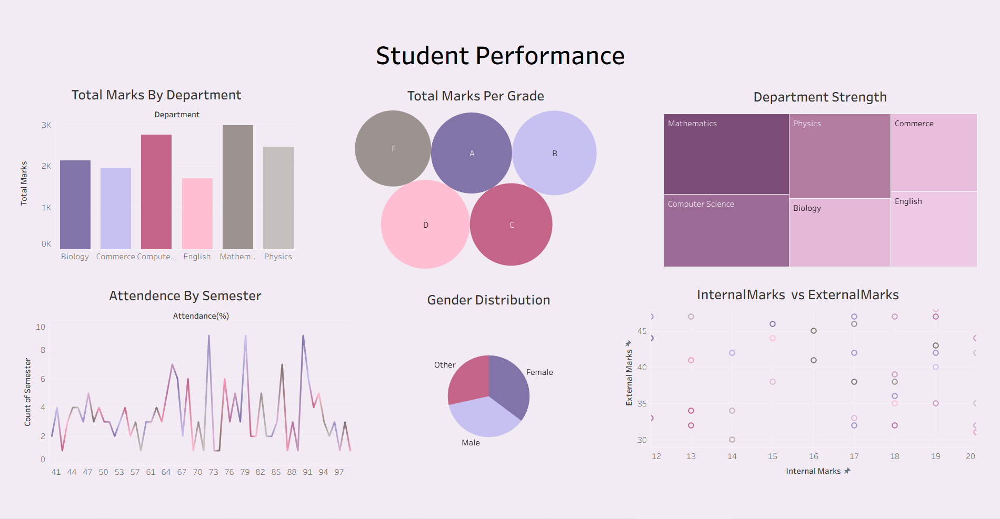 Student Performance
Total Marks By Department
Department
Total Marks
3K
2K
1K
0K
Biology
Commerce
Compute..
English
Mathem..
Physics
Total Marks Per Grade
F
A
B
D
C
Department Strength
Mathematics
Physics
Commerce
Computer Science
Biology
English
Attendence By Semester
Attendance(%)
Count of Semester
10
8
6
4
2
0
41 44 47 50 53 57 61 64 67 70 73 76 79 82 85 88 91 94 97
Gender Distribution
Other
Female
Male
InternalMarks vs ExternalMarks
External Marks
45
40
35
30
12 13 14 15 16 17 18 19 20
Internal Marks